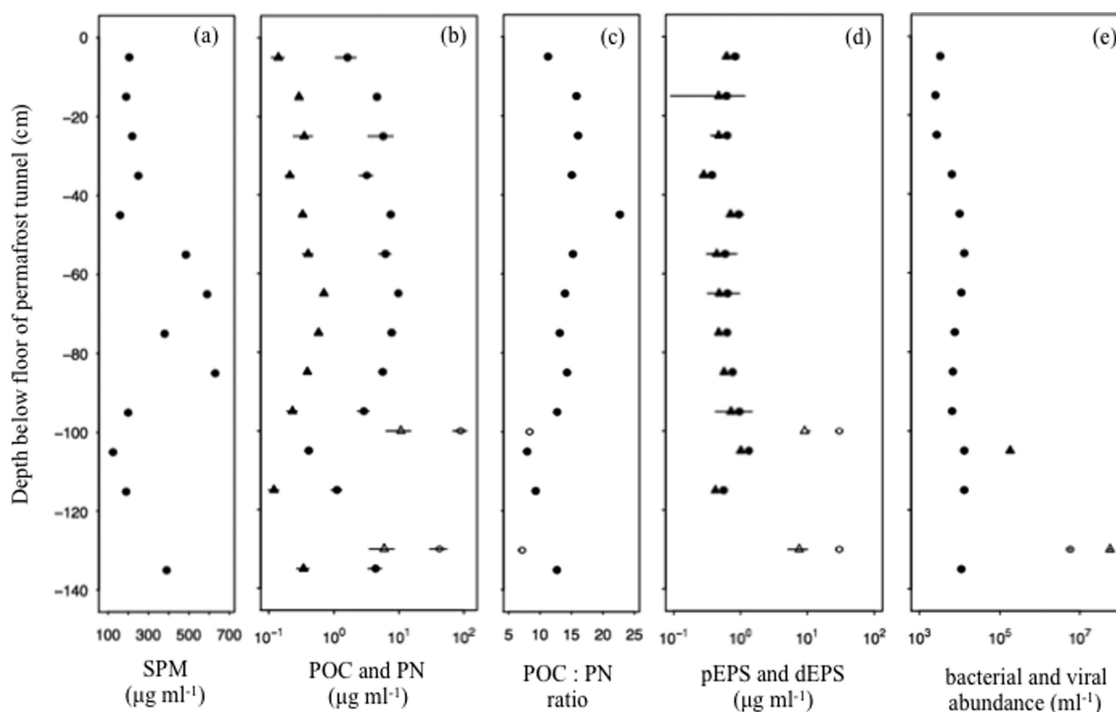 (a)
(b)
(c)
(d)
(e)
Depth below floor of permafrost tunnel (cm)
0
−20
−40
−60
−80
−100
−120
−140
100 300 500 700
10⁻¹ 10⁰ 10¹ 10²
5 10 15 20 25
10⁻¹ 10⁰ 10¹ 10²
10³ 10⁵ 10⁷
SPM
(µg ml⁻¹)
POC and PN
(µg ml⁻¹)
POC : PN
ratio
pEPS and dEPS
(µg ml⁻¹)
bacterial and viral
abundance (ml⁻¹)